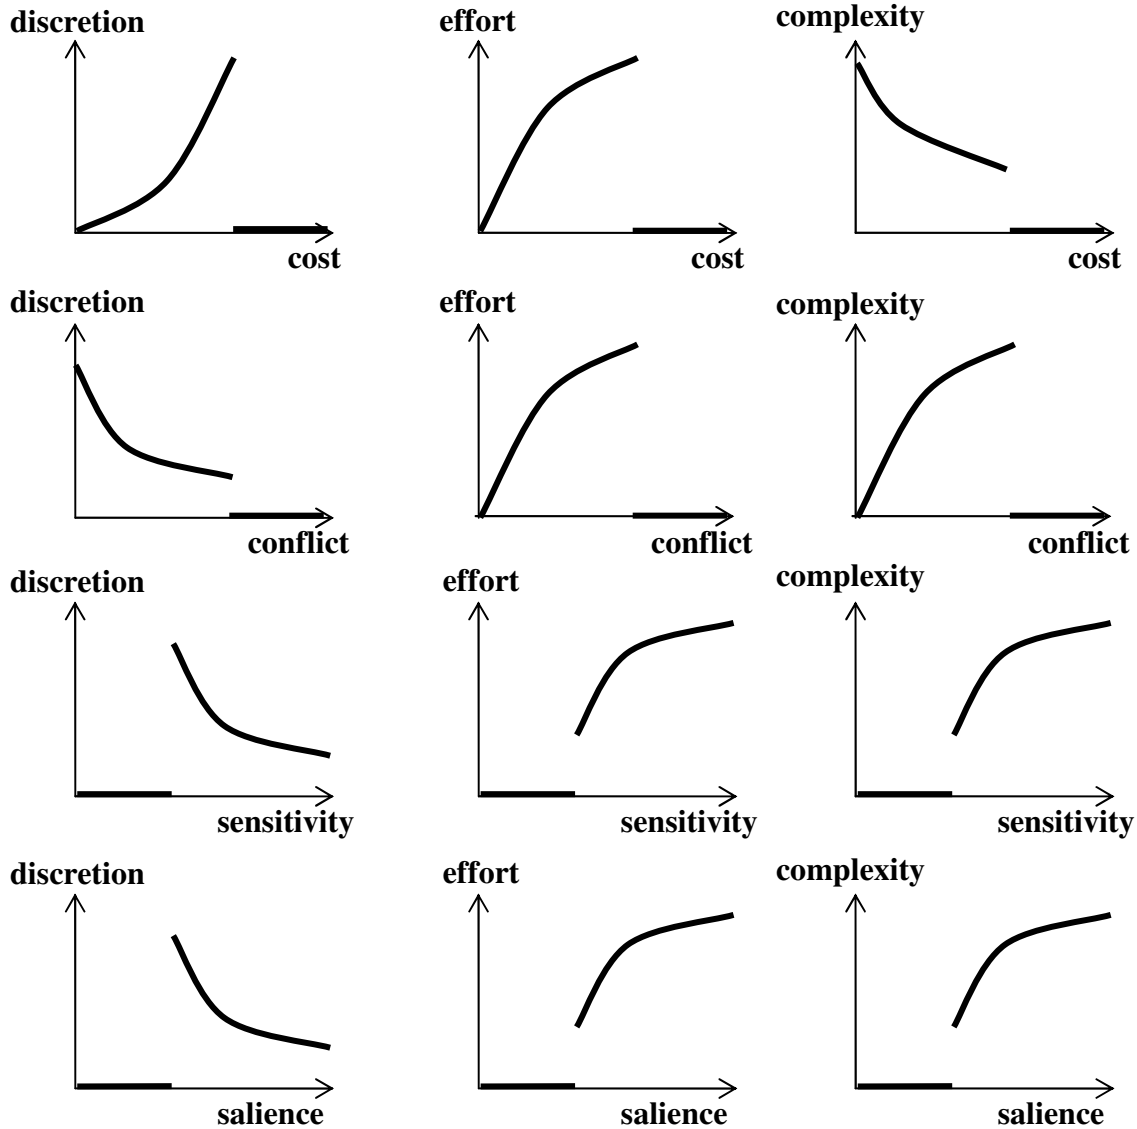 discretion
effort
complexity
cost
cost
cost
discretion
effort
complexity
conflict
conflict
conflict
discretion
effort
complexity
sensitivity
sensitivity
sensitivity
discretion
effort
complexity
salience
salience
salience